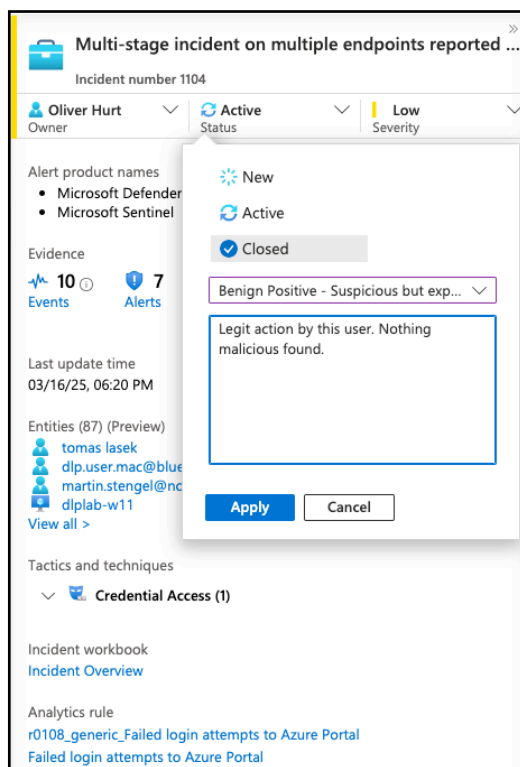 Multi-stage incident on multiple endpoints reported ...
Incident number 1104
Oliver Hurt
Owner
Active
Status
Low
Severity
Alert product names
• Microsoft Defender
• Microsoft Sentinel
Evidence
10
Events
7
Alerts
Last update time
03/16/25, 06:20 PM
Entities (87) (Preview)
tomas lasek
dlp.user.mac@blue
martin.stengel@nc
dlplab-w11
View all >
New
Active
Closed
Benign Positive - Suspicious but exp...
Legit action by this user. Nothing
malicious found.
Apply
Cancel
Tactics and techniques
Credential Access (1)
Incident workbook
Incident Overview
Analytics rule
r0108_generic_Failed login attempts to Azure Portal
Failed login attempts to Azure Portal